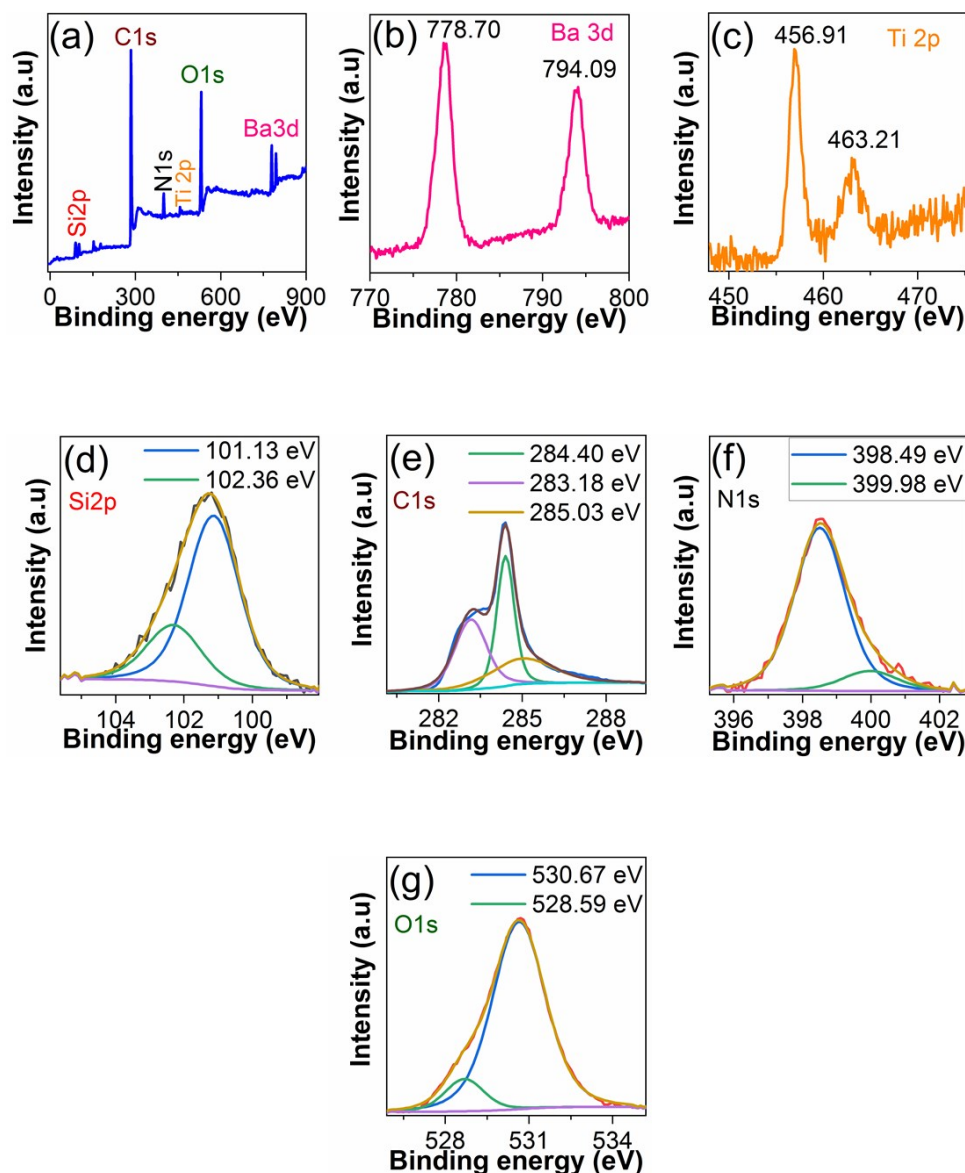 (a)
C1s
O1s
Ba3d
N1s
Ti 2p
Si2p
Intensity (a.u)
0 300 600 900
Binding energy (eV)
(b)
778.70
Ba 3d
794.09
Intensity (a.u)
770 780 790 800
Binding energy (eV)
(c)
456.91
Ti 2p
463.21
Intensity (a.u)
450 460 470
Binding energy (eV)
(d)
101.13 eV
102.36 eV
Si2p
Intensity (a.u)
104 102 100
Binding energy (eV)
(e)
284.40 eV
283.18 eV
285.03 eV
C1s
Intensity (a.u)
282 285 288
Binding energy (eV)
(f)
398.49 eV
399.98 eV
N1s
Intensity (a.u)
396 398 400 402
Binding energy (eV)
(g)
530.67 eV
528.59 eV
O1s
Intensity (a.u)
528 531 534
Binding energy (eV)